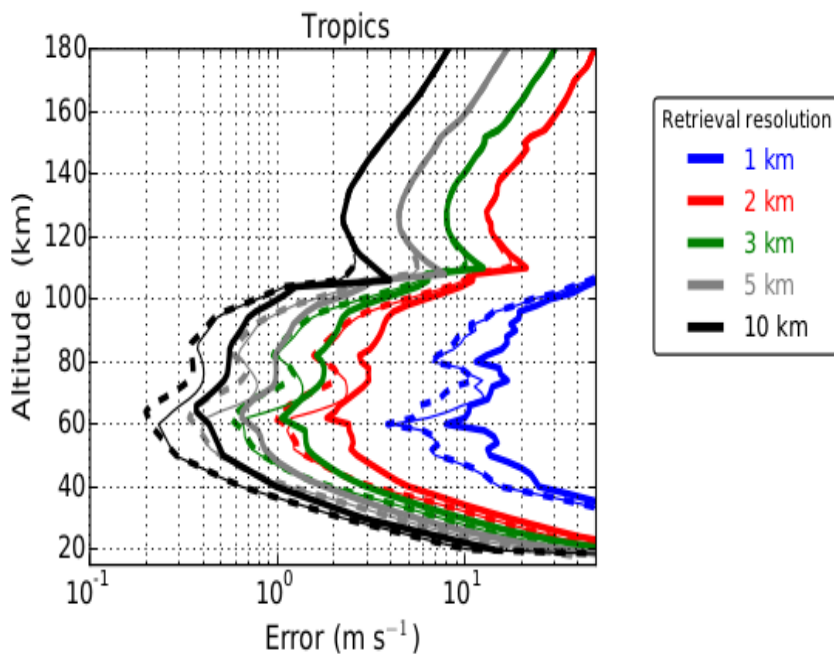 Tropics
180
160
140
120
100
80
60
40
20
Altitude (km)
10⁻¹
10⁰
10¹
Error (m s⁻¹)
Retrieval resolution
1 km
2 km
3 km
5 km
10 km